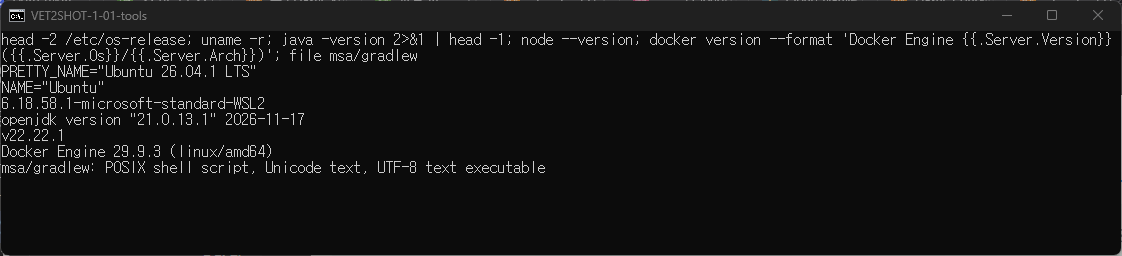 VET2SHOT-1-01-tools
head -2 /etc/os-release; uname -r; java -version 2>&1 | head -1; node --version; docker version --format 'Docker Engine {{.Server.Version}}
({{.Server.Os}}/{{.Server.Arch}})'; file msa/gradlew
PRETTY_NAME="Ubuntu 26.04.1 LTS"
NAME="Ubuntu"
6.18.58.1-microsoft-standard-WSL2
openjdk version "21.0.13.1" 2026-11-17
v22.22.1
Docker Engine 29.9.3 (linux/amd64)
msa/gradlew: POSIX shell script, Unicode text, UTF-8 text executable